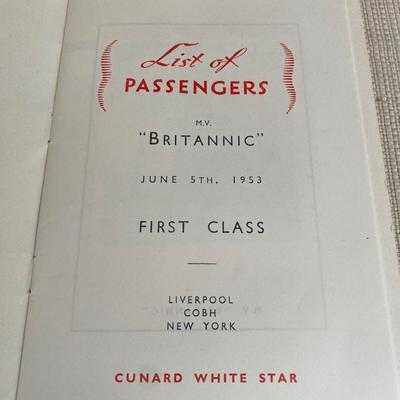 List of
PASSENGERS
M.V.
"BRITANNIC"
JUNE 5TH, 1953
FIRST CLASS
LIVERPOOL
COBH
NEW YORK
CUNARD WHITE STAR